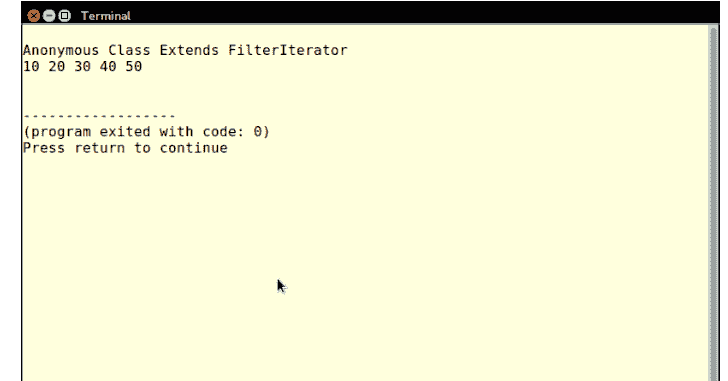 Terminal
Anonymous Class Extends FilterIterator
10 20 30 40 50
------------------
(program exited with code: 0)
Press return to continue